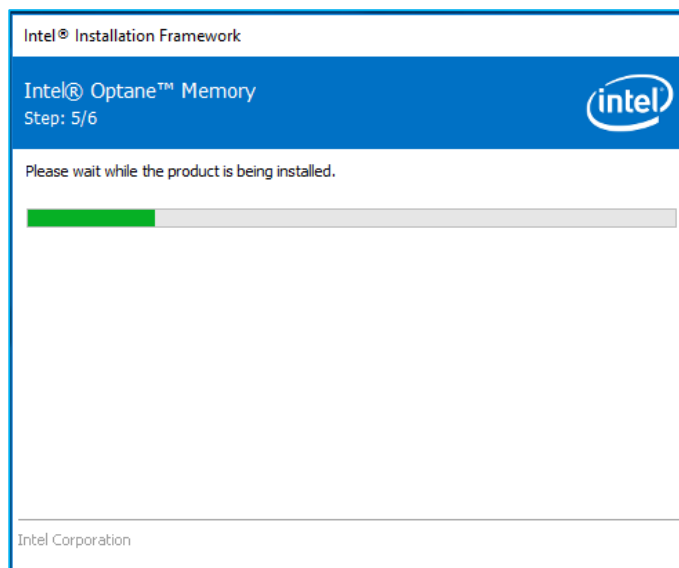 Intel® Installation Framework
Intel® Optane™ Memory
Step: 5/6
intel
Please wait while the product is being installed.
Intel Corporation